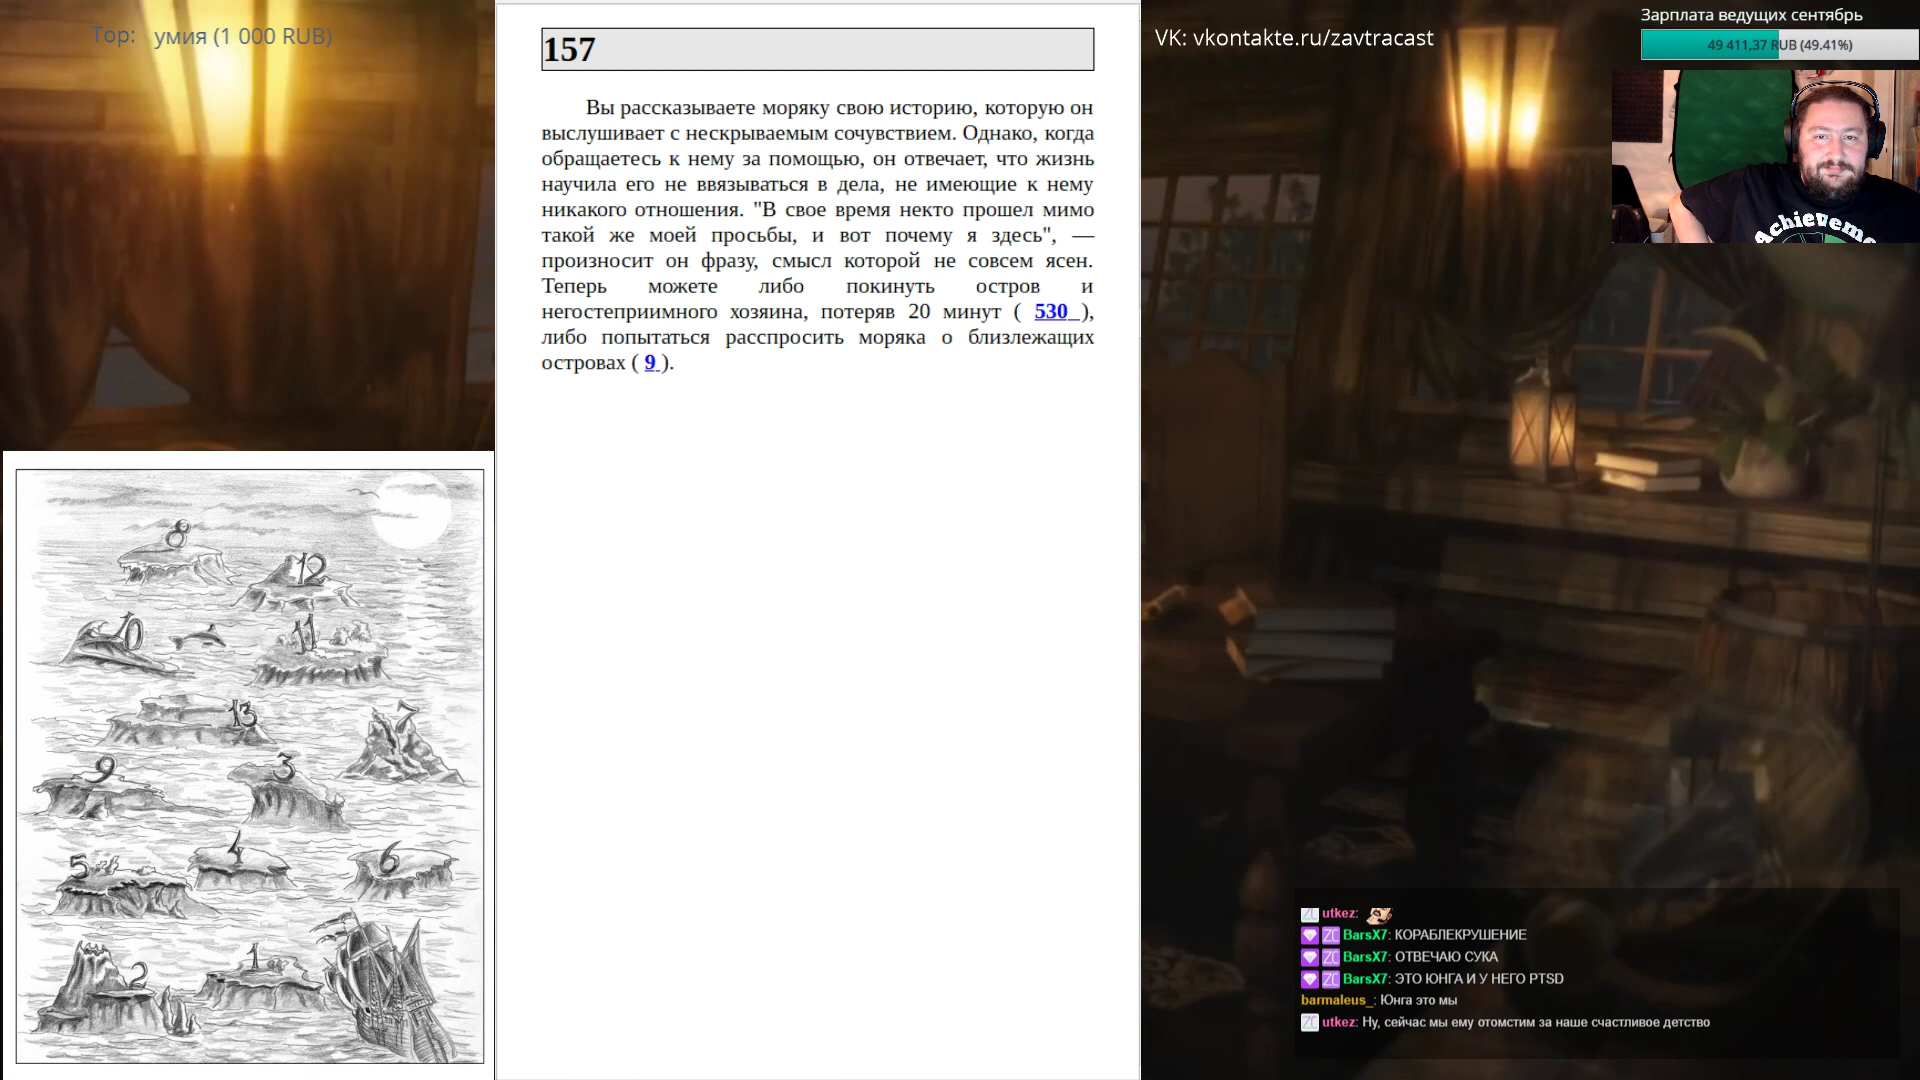 Top: умия (1 000 RUB)
157
Вы рассказываете моряку свою историю, которую он
выслушивает с нескрываемым сочувствием. Однако, когда
обращаетесь к нему за помощью, он отвечает, что жизнь
научила его не ввязываться в дела, не имеющие к нему
никакого отношения. "В свое время некто прошел мимо
такой же моей просьбы, и вот почему я здесь", —
произносит он фразу, смысл которой не совсем ясен.
Теперь можете либо покинуть остров и
негостеприимного хозяина, потеряв 20 минут ( 530 ),
либо попытаться расспросить моряка о близлежащих
островах ( 9 ).
VK: vkontakte.ru/zavtracast
Зарплата ведущих сентябрь
49 411,37 RUB (49.41%)
Achieveme
8
12
10
11
13
7
9
3
5
4
6
2
1
ZC utkez:
ZC BarsX7: КОРАБЛЕКРУШЕНИЕ
ZC BarsX7: ОТВЕЧАЮ СУКА
ZC BarsX7: ЭТО ЮНГА И У НЕГО PTSD
barmaleus_: Юнга это мы
ZC utkez: Ну, сейчас мы ему отомстим за наше счастливое детство